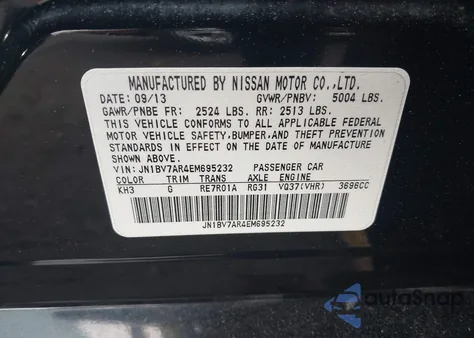 MANUFACTURED BY NISSAN MOTOR CO.,LTD.
DATE: 09/13 GVWR/PNBV: 5004 LBS.
GAWR/PNBE FR: 2524 LBS. RR: 2513 LBS.
THIS VEHICLE CONFORMS TO ALL APPLICABLE FEDERAL
MOTOR VEHICLE SAFETY, BUMPER, AND THEFT PREVENTION
STANDARDS IN EFFECT ON THE DATE OF MANUFACTURE
SHOWN ABOVE.
VIN: JN1BV7AR4EM695232 PASSENGER CAR
COLOR TRIM TRANS AXLE ENGINE
KH3 G RE7R01A RG31 VQ37(VHR) 3696CC
JN1BV7AR4EM695232
autoSnap